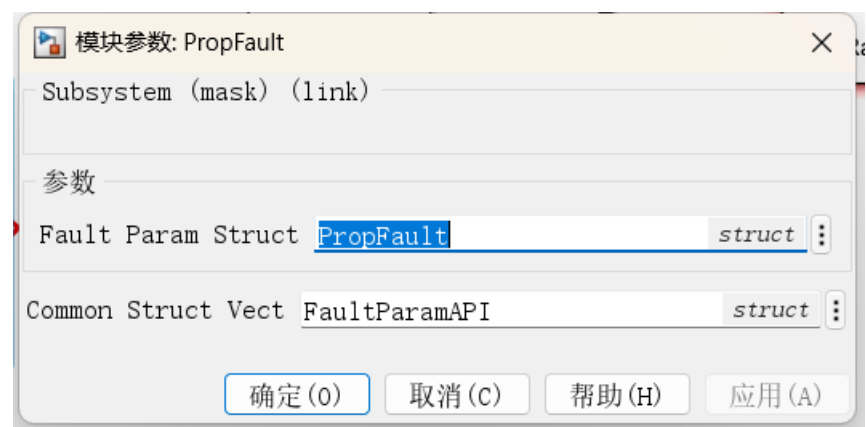 模块参数: PropFault
Subsystem (mask) (link)
参数
Fault Param Struct PropFault struct
Common Struct Vect FaultParamAPI struct
确定(O) 取消(C) 帮助(H) 应用(A)